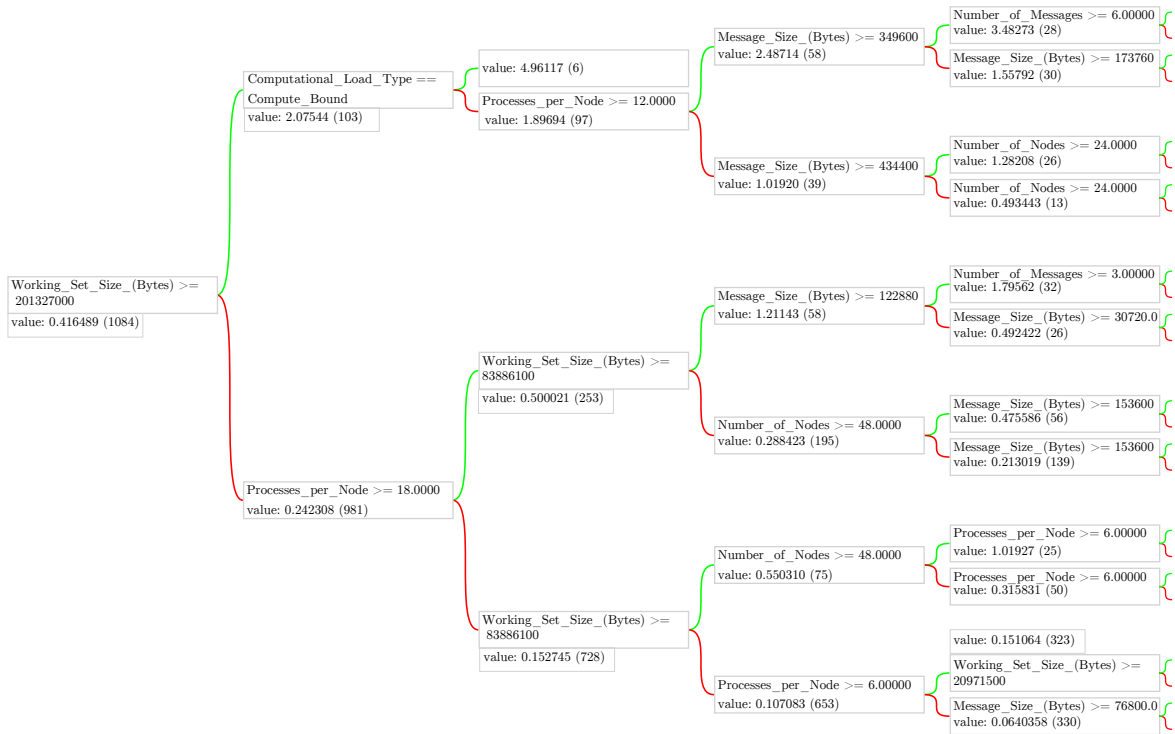 Working_Set_Size_(Bytes) >=
201327000
value: 0.416489 (1084)
Computational_Load_Type ==
Compute_Bound
value: 2.07544 (103)
Processes_per_Node >= 18.0000
value: 0.242308 (981)
value: 4.96117 (6)
Processes_per_Node >= 12.0000
value: 1.89694 (97)
Working_Set_Size_(Bytes) >=
83886100
value: 0.500021 (253)
Working_Set_Size_(Bytes) >=
83886100
value: 0.152745 (728)
Message_Size_(Bytes) >= 349600
value: 2.48714 (58)
Message_Size_(Bytes) >= 434400
value: 1.01920 (39)
Message_Size_(Bytes) >= 122880
value: 1.21143 (58)
Number_of_Nodes >= 48.0000
value: 0.288423 (195)
Number_of_Nodes >= 48.0000
value: 0.550310 (75)
Processes_per_Node >= 6.00000
value: 0.107083 (653)
Number_of_Messages >= 6.00000
value: 3.48273 (28)
Message_Size_(Bytes) >= 173760
value: 1.55792 (30)
Number_of_Nodes >= 24.0000
value: 1.28208 (26)
Number_of_Nodes >= 24.0000
value: 0.493443 (13)
Number_of_Messages >= 3.00000
value: 1.79562 (32)
Message_Size_(Bytes) >= 30720.0
value: 0.492422 (26)
Message_Size_(Bytes) >= 153600
value: 0.475586 (56)
Message_Size_(Bytes) >= 153600
value: 0.213019 (139)
Processes_per_Node >= 6.00000
value: 1.01927 (25)
Processes_per_Node >= 6.00000
value: 0.315831 (50)
value: 0.151064 (323)
Working_Set_Size_(Bytes) >=
20971500
Message_Size_(Bytes) >= 76800.0
value: 0.0640358 (330)